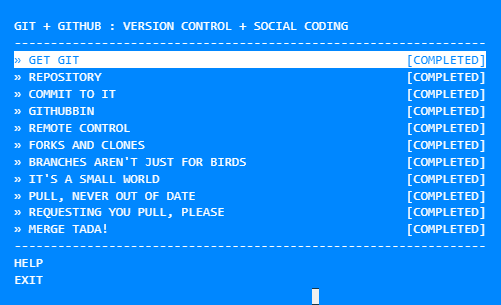 GIT + GITHUB : VERSION CONTROL + SOCIAL CODING
----------------------------------------------------------------
» GET GIT [COMPLETED]
» REPOSITORY [COMPLETED]
» COMMIT TO IT [COMPLETED]
» GITHUBBIN [COMPLETED]
» REMOTE CONTROL [COMPLETED]
» FORKS AND CLONES [COMPLETED]
» BRANCHES AREN'T JUST FOR BIRDS [COMPLETED]
» IT'S A SMALL WORLD [COMPLETED]
» PULL, NEVER OUT OF DATE [COMPLETED]
» REQUESTING YOU PULL, PLEASE [COMPLETED]
» MERGE TADA! [COMPLETED]
----------------------------------------------------------------
HELP
EXIT